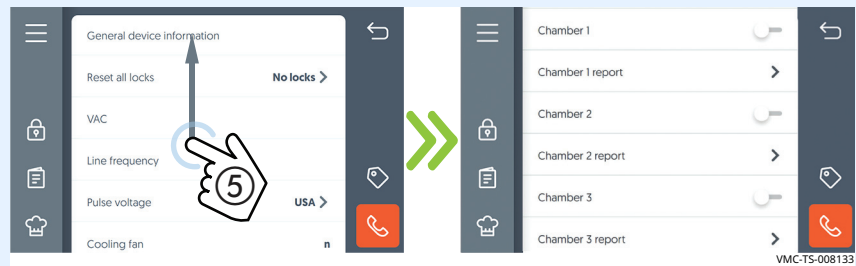 General device information
Reset all locks No locks
VAC
Line frequency
5
Pulse voltage USA
Cooling fan n
Chamber 1
Chamber 1 report
Chamber 2
Chamber 2 report
Chamber 3
Chamber 3 report
VMC-TS-008133